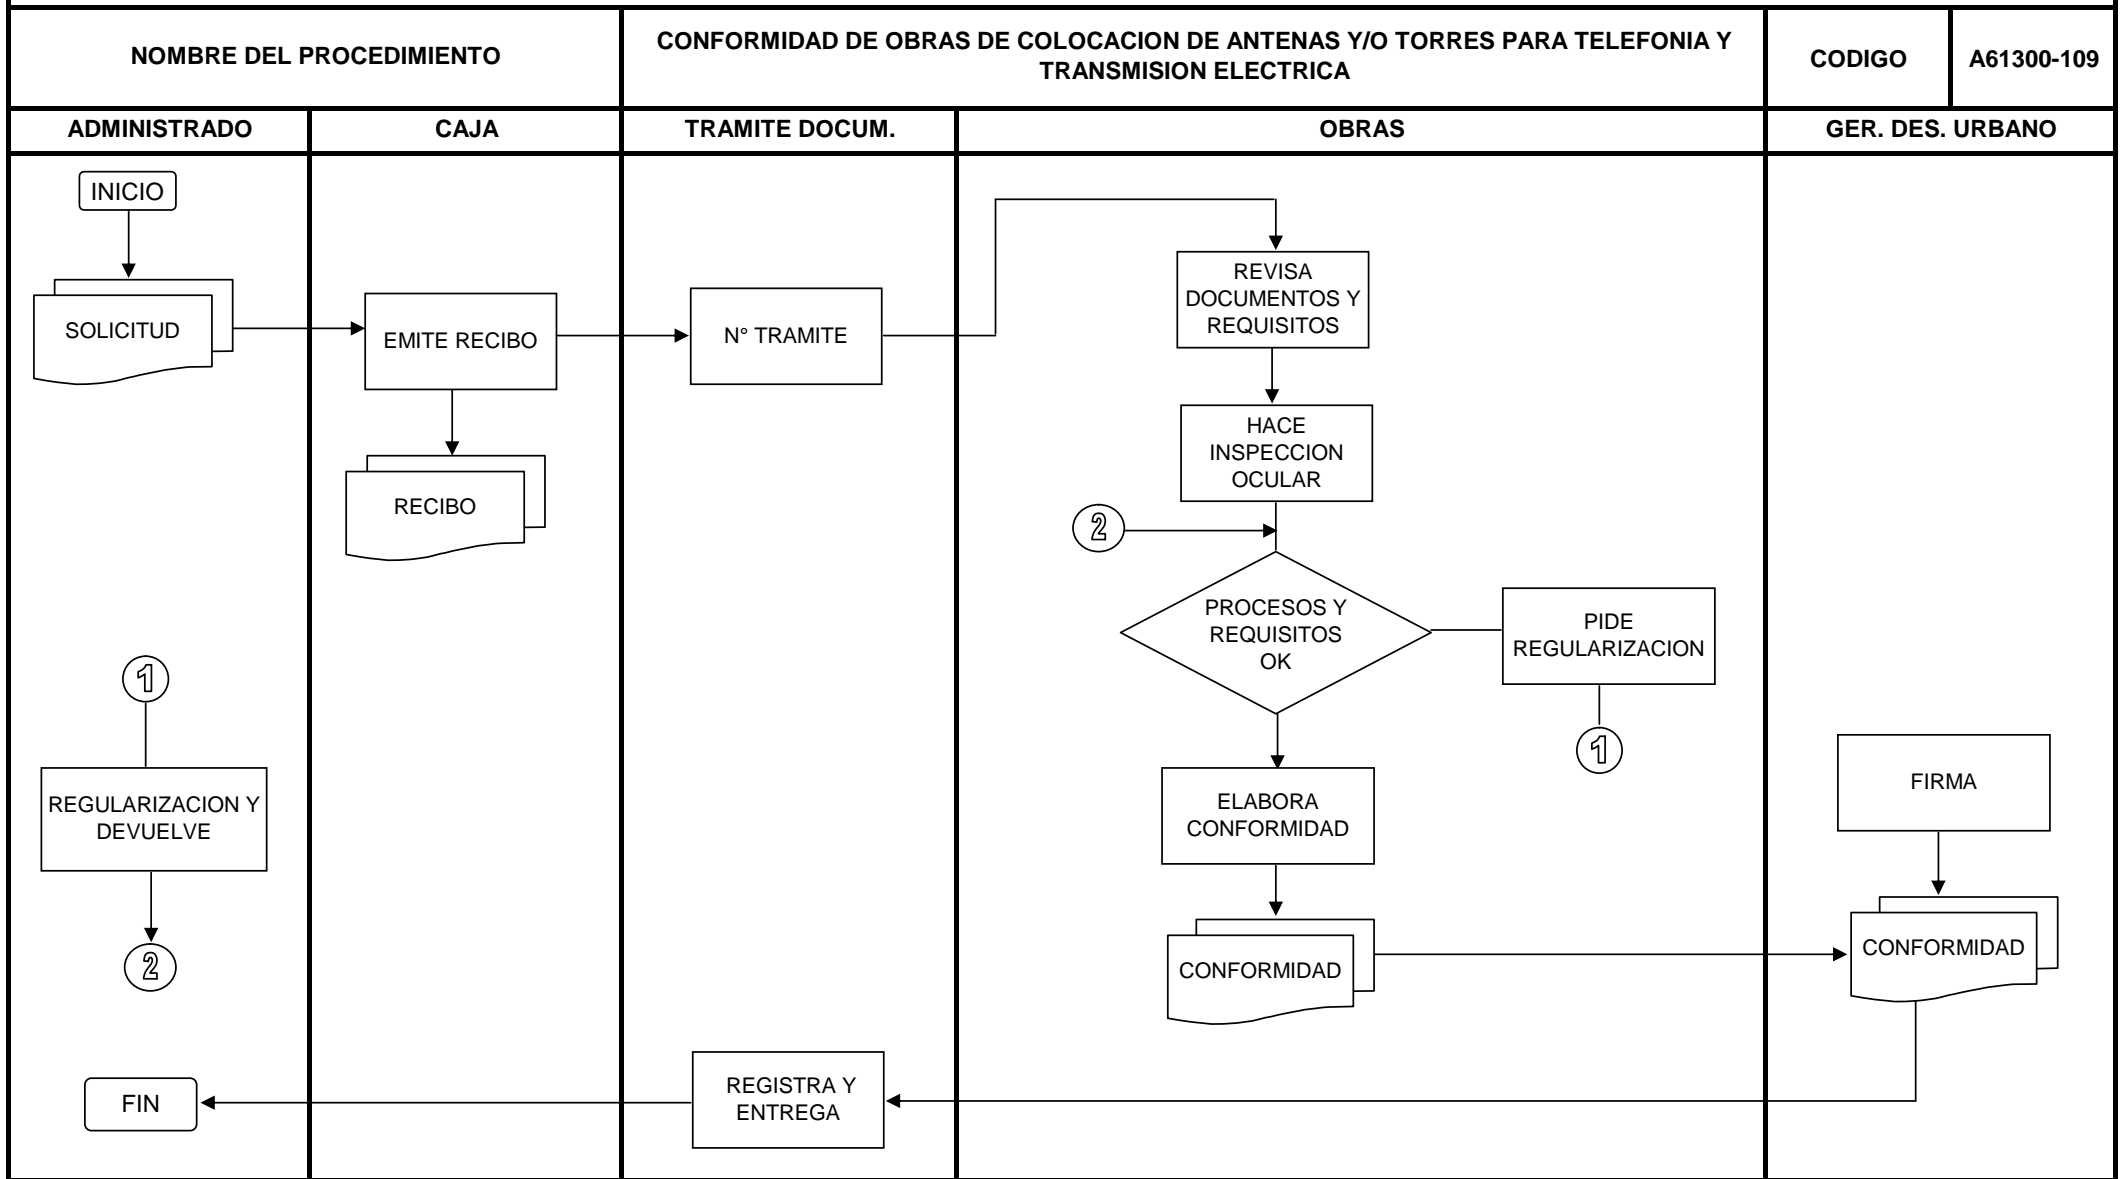 NOMBRE DEL PROCEDIMIENTO
CONFORMIDAD DE OBRAS DE COLOCACION DE ANTENAS Y/O TORRES PARA TELEFONIA Y
TRANSMISION ELECTRICA
CODIGO
A61300-109
ADMINISTRADO
CAJA
TRAMITE DOCUM.
OBRAS
GER. DES. URBANO
INICIO
SOLICITUD
EMITE RECIBO
RECIBO
N° TRAMITE
REVISA
DOCUMENTOS Y
REQUISITOS
HACE
INSPECCION
OCULAR
2
PROCESOS Y
REQUISITOS
OK
PIDE
REGULARIZACION
1
1
REGULARIZACION Y
DEVUELVE
2
ELABORA
CONFORMIDAD
CONFORMIDAD
FIRMA
CONFORMIDAD
REGISTRA Y
ENTREGA
FIN